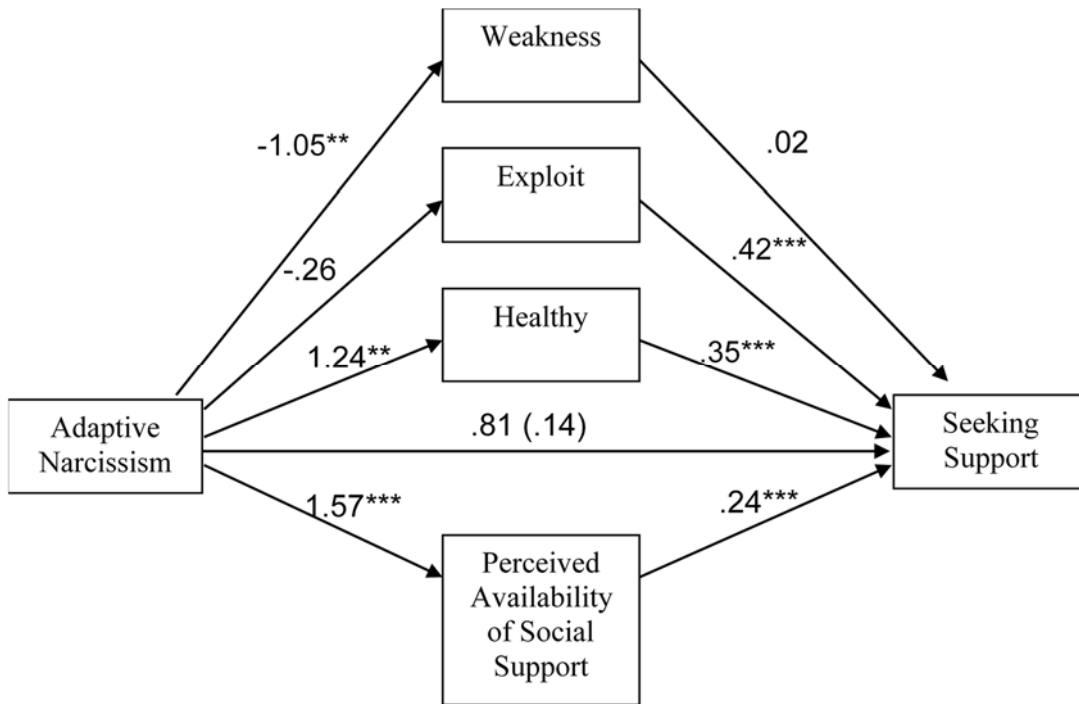 Weakness
-1.05**
.02
Exploit
-.26
.42***
Healthy
1.24**
.35***
Adaptive
Narcissism
.81 (.14)
Seeking
Support
1.57***
.24***
Perceived
Availability
of Social
Support